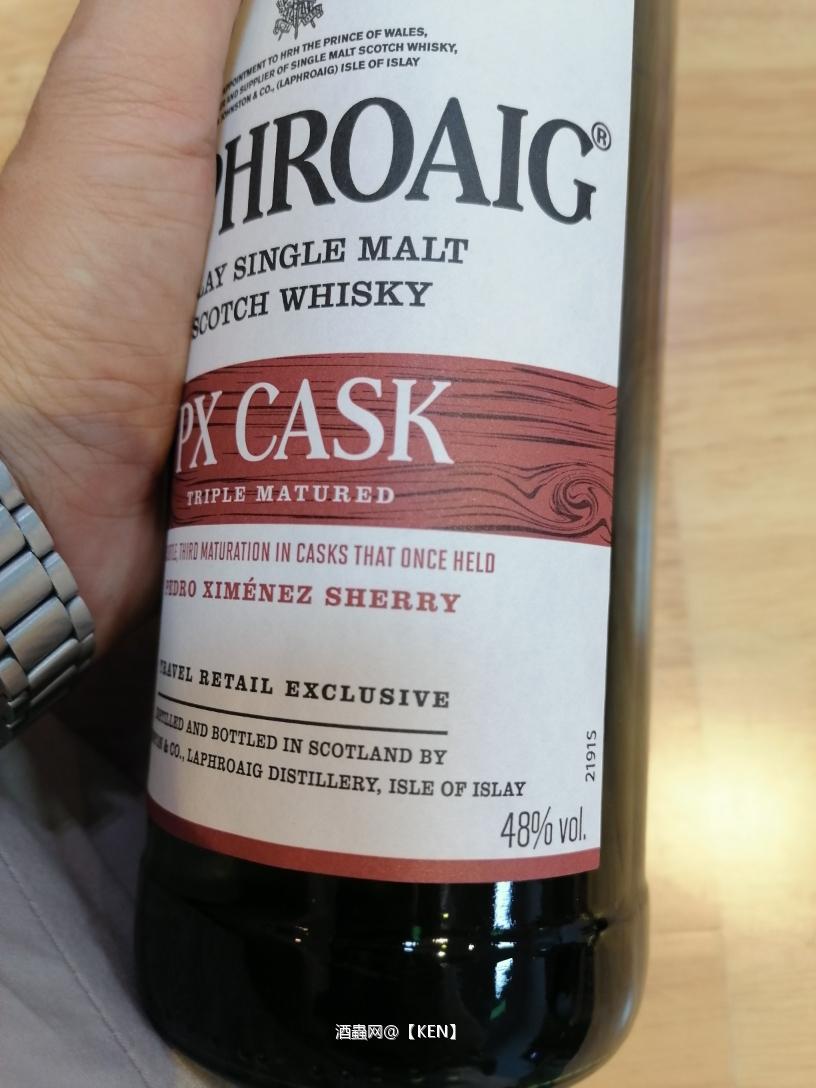 APPOINTMENT TO HRH THE PRINCE OF WALES,
AND SUPPLIER OF SINGLE MALT SCOTCH WHISKY,
JOHNSTON & CO., (LAPHROAIG) ISLE OF ISLAY
PHROAIG®
LAY SINGLE MALT
SCOTCH WHISKY
PX CASK
TRIPLE MATURED
THIRD MATURATION IN CASKS THAT ONCE HELD
PEDRO XIMÉNEZ SHERRY
TRAVEL RETAIL EXCLUSIVE
DISTILLED AND BOTTLED IN SCOTLAND BY
& CO., LAPHROAIG DISTILLERY, ISLE OF ISLAY
2191S
48% vol.
酒蟲网@【KEN】